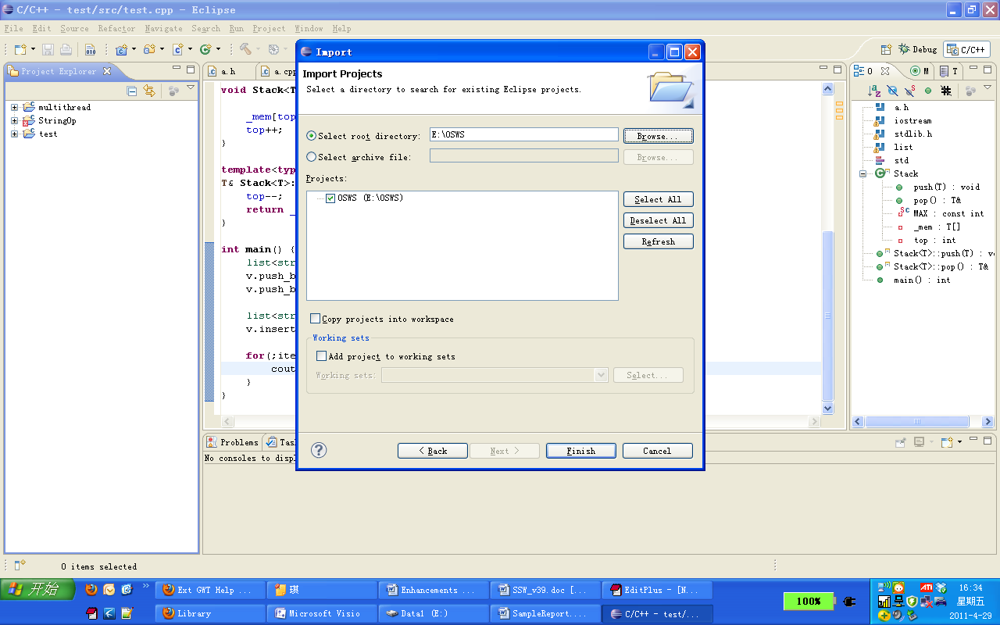 C/C++ - test/src/test.cpp - Eclipse
File Edit Source Refactor Navigate Search Run Project Window Help
Debug
C/C++
Project Explorer
multithread
StringOp
test
a.h
a.cpp
void Stack<T
_mem[top
top++;
}
template<typ
T& Stack<T>:
top--;
return _
}
int main() {
list<str
v.push_b
v.push_b
list<str
v.insert
for(;ite
cout
}
}
Import
Import Projects
Select a directory to search for existing Eclipse projects.
Select root directory:
E:\OSWS
Browse...
Select archive file:
Browse...
Projects:
OSWS (E:\OSWS)
Select All
Deselect All
Refresh
Copy projects into workspace
Working sets
Add project to working sets
Working sets:
Select...
< Back
Next >
Finish
Cancel
O
M
T
a.h
iostream
stdlib.h
list
std
Stack
push(T) : void
pop() : T&
MAX : const int
_mem : T[]
top : int
Stack<T>::push(T) : v
Stack<T>::pop() : T&
main() : int
Problems
Tas
No consoles to displ
0 items selected
开始
Ext GWT Help ...
琪
Enhancements ...
SSW_v39.doc [...
EditPlus - [N...
Library
Microsoft Visio
Data1 (E:)
SampleReport....
C/C++ - test/...
100%
ATI
16:34
星期五
2011-4-29